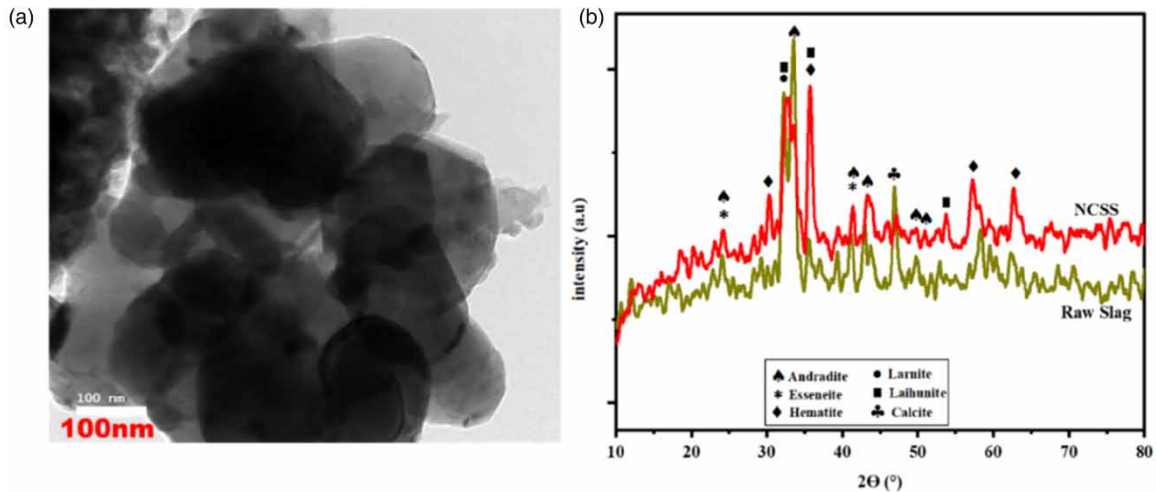 (a)
100 nm
100nm
(b)
intensity (a.u)
NCSS
Raw Slag
♠ Andradite
* Esseneite
♦ Hematite
● Larnite
■ Laihunite
♣ Calcite
10 20 30 40 50 60 70 80
2Θ (°)